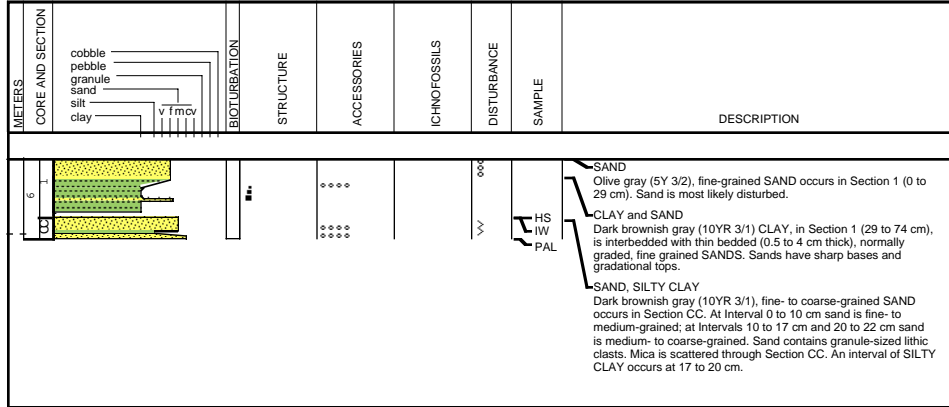 METERS
CORE AND SECTION
cobble
pebble
granule
sand
silt
clay
v f m c v
BIOTURBATION
STRUCTURE
ACCESSORIES
ICHNOFOSSILS
DISTURBANCE
SAMPLE
DESCRIPTION
6
1
CC
HS
IW
PAL
SAND
Olive gray (5Y 3/2), fine-grained SAND occurs in Section 1 (0 to
29 cm). Sand is most likely disturbed.
CLAY and SAND
Dark brownish gray (10YR 3/1) CLAY, in Section 1 (29 to 74 cm),
is interbedded with thin bedded (0.5 to 4 cm thick), normally
graded, fine grained SANDS. Sands have sharp bases and
gradational tops.
SAND, SILTY CLAY
Dark brownish gray (10YR 3/1), fine- to coarse-grained SAND
occurs in Section CC. At Interval 0 to 10 cm sand is fine- to
medium-grained; at Intervals 10 to 17 cm and 20 to 22 cm sand
is medium- to coarse-grained. Sand contains granule-sized lithic
clasts. Mica is scattered through Section CC. An interval of SILTY
CLAY occurs at 17 to 20 cm.